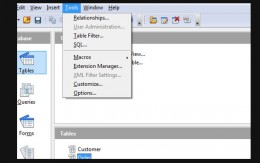 Edit View Insert Tools Window Help
Relationships...
User Administration...
Table Filter...
SQL...
Macros
Extension Manager...
XML Filter Settings...
Customize...
Options...
Tables
Queries
Forms
Tables
Customer